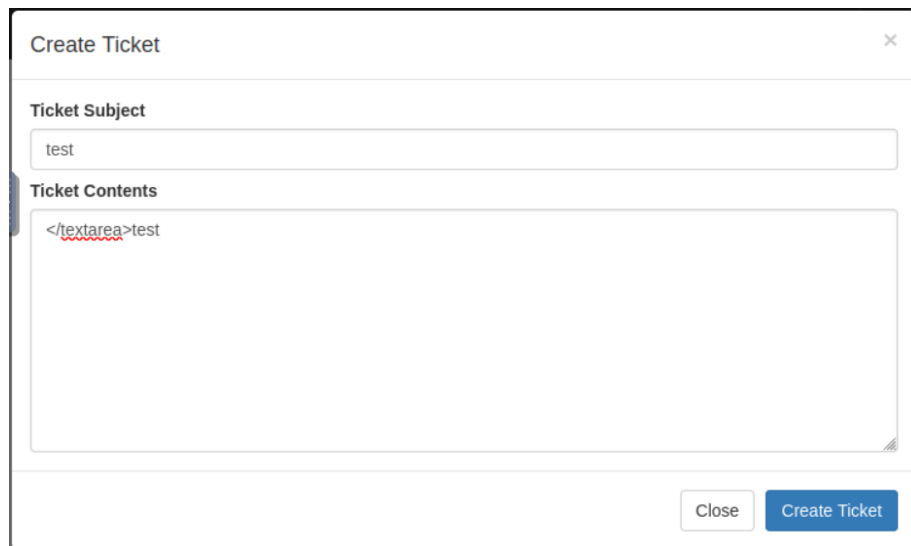 Create Ticket ×
Ticket Subject
test
Ticket Contents
</textarea>test
Close Create Ticket